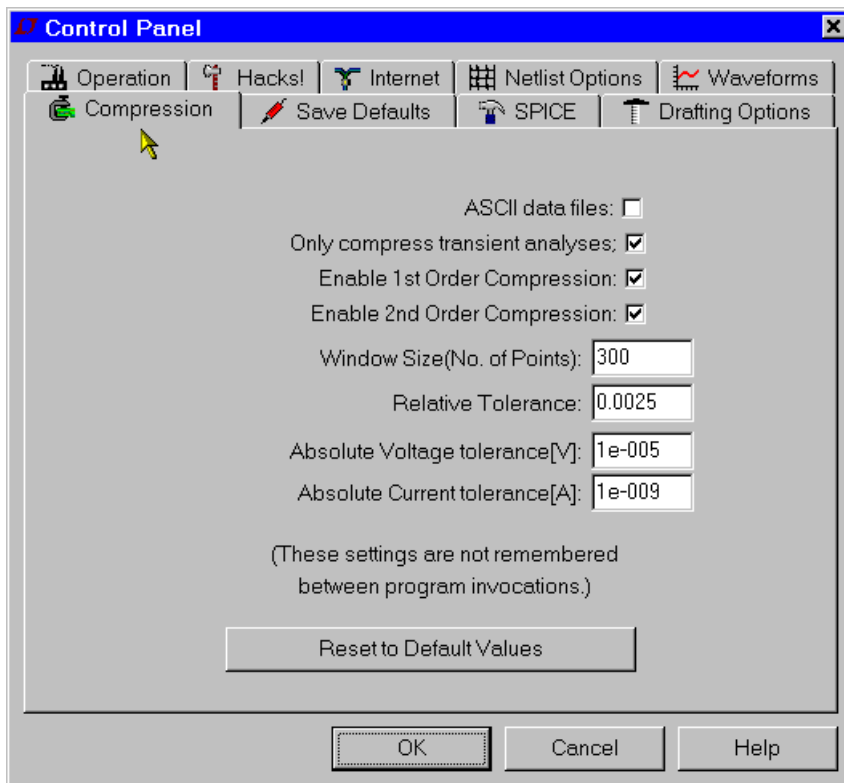 Control Panel
Operation Hacks! Internet Netlist Options Waveforms
Compression Save Defaults SPICE Drafting Options
ASCII data files:
Only compress transient analyses:
Enable 1st Order Compression:
Enable 2nd Order Compression:
Window Size(No. of Points): 300
Relative Tolerance: 0.0025
Absolute Voltage tolerance[V]: 1e-005
Absolute Current tolerance[A]: 1e-009
(These settings are not remembered
between program invocations.)
Reset to Default Values
OK Cancel Help